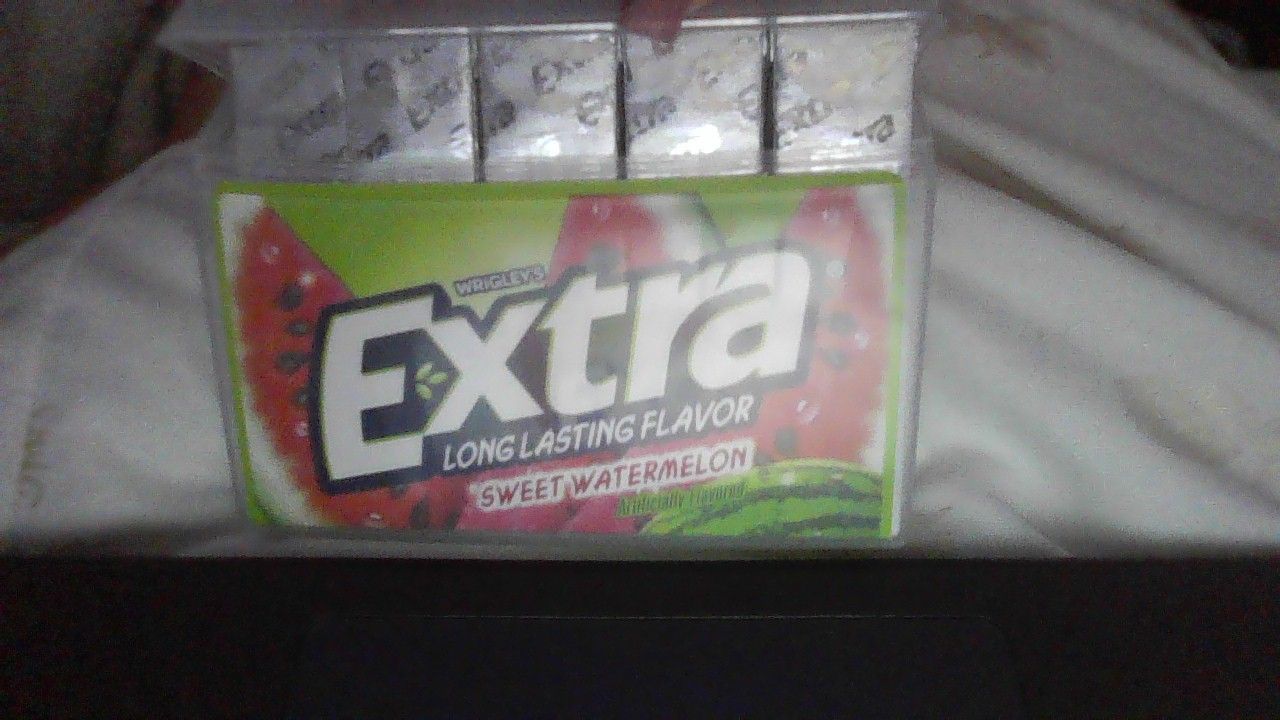 WRIGLEY'S
Extra
LONG LASTING FLAVOR
SWEET WATERMELON
Artificially Flavored